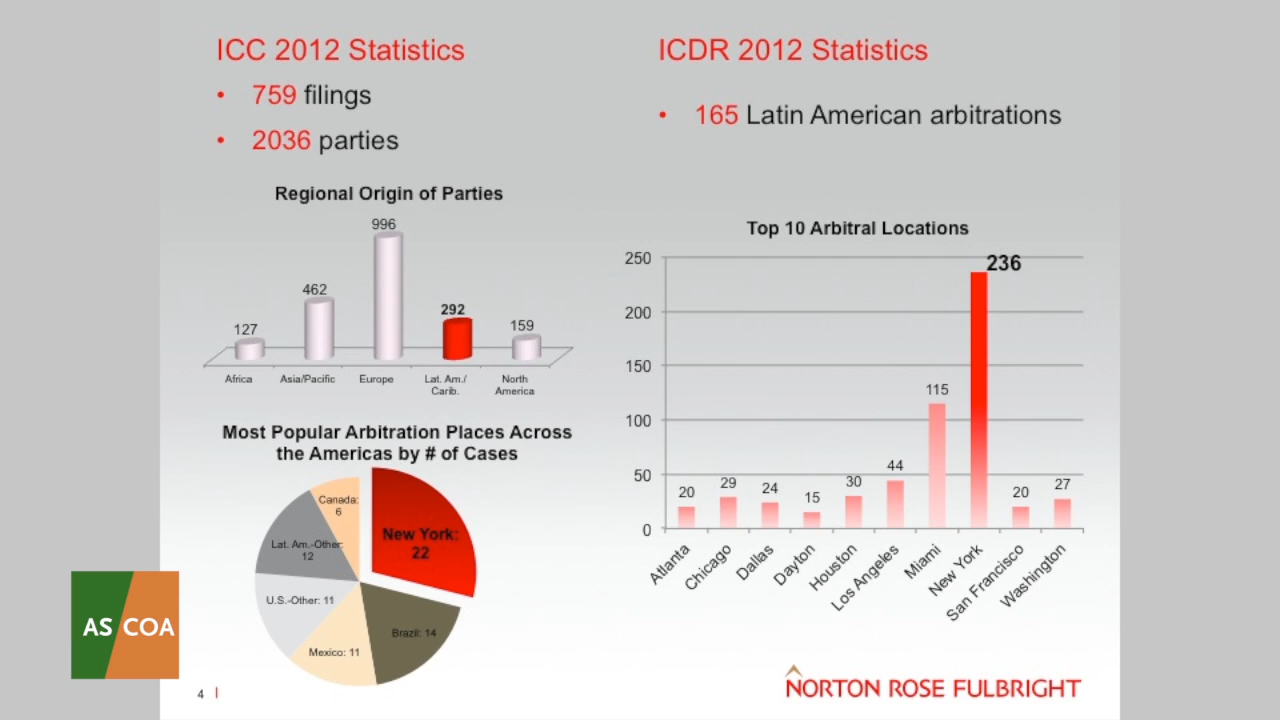 ICC 2012 Statistics
• 759 filings
• 2036 parties
Regional Origin of Parties
996
462
292
127
159
Africa
Asia/Pacific
Europe
Lat. Am./
Carib.
North
America
Most Popular Arbitration Places Across
the Americas by # of Cases
Canada:
6
New York:
22
Lat. Am.-Other:
12
U.S.-Other: 11
Brazil: 14
Mexico: 11
ICDR 2012 Statistics
• 165 Latin American arbitrations
Top 10 Arbitral Locations
250
200
150
100
50
0
20
29
24
15
30
44
115
236
20
27
Atlanta
Chicago
Dallas
Dayton
Houston
Los Angeles
Miami
New York
San Francisco
Washington
AS COA
4 |
NORTON ROSE FULBRIGHT